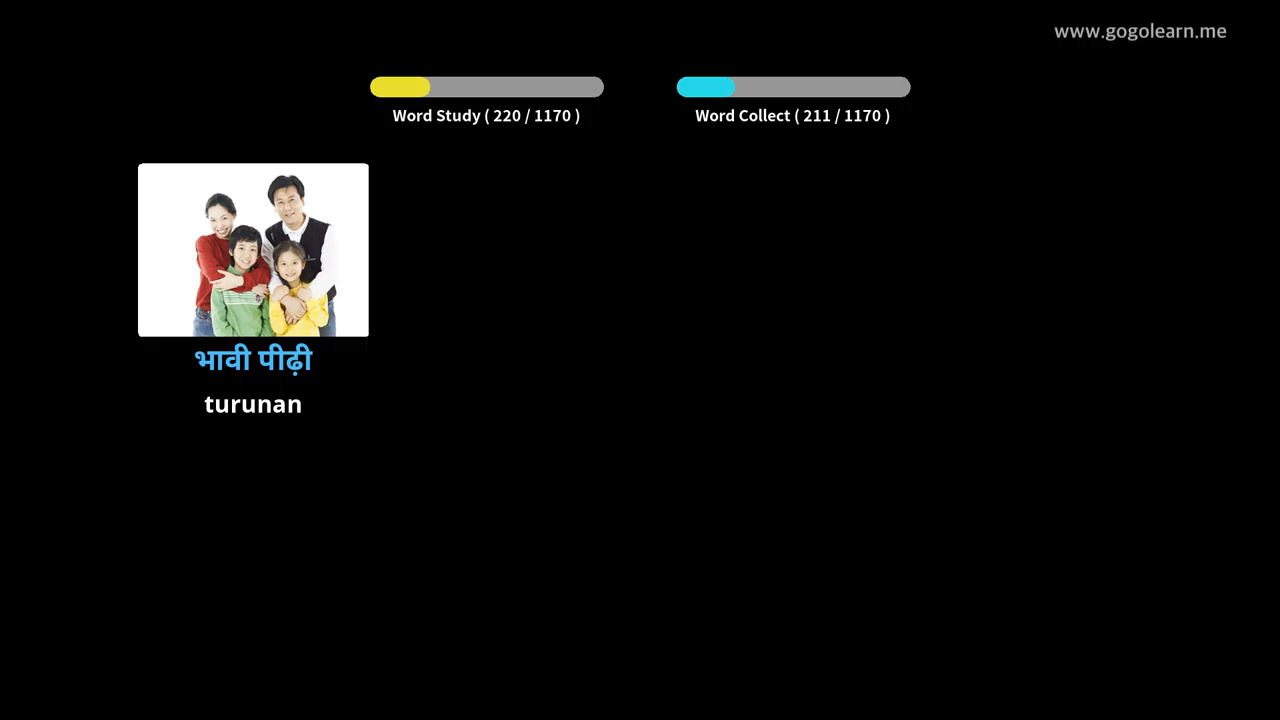 www.gogolearn.me
Word Study ( 220 / 1170 )
Word Collect ( 211 / 1170 )
भावी पीढ़ी
turunan